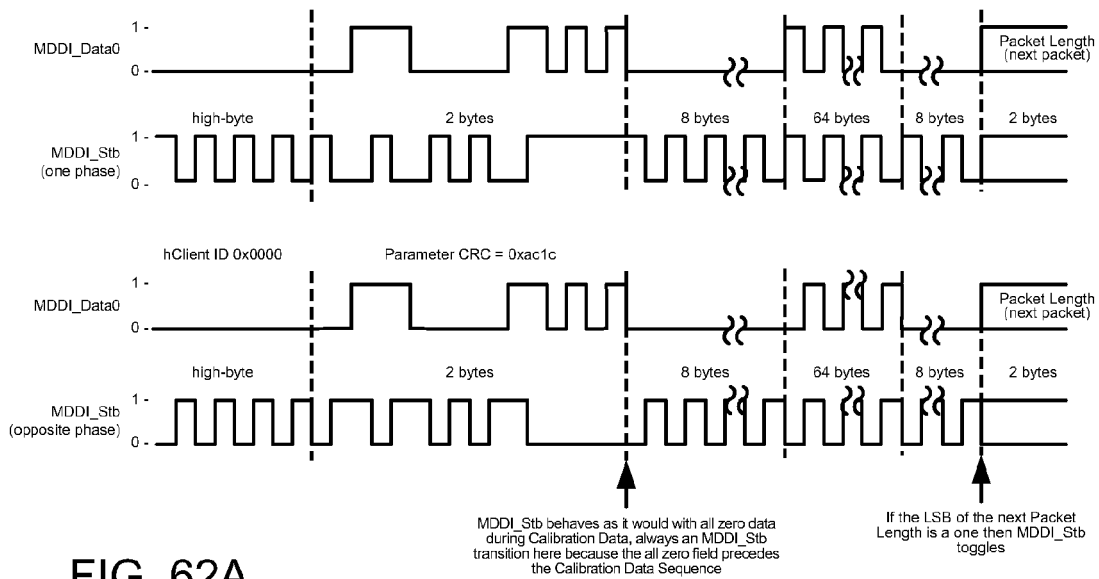 1 -
MDDI_Data0
0 -
Packet Length
(next packet)
high-byte 2 bytes 8 bytes 64 bytes 8 bytes 2 bytes
1 -
MDDI_Stb
(one phase)
0 -
hClient ID 0x0000 Parameter CRC = 0xac1c
1 -
MDDI_Data0
0 -
Packet Length
(next packet)
high-byte 2 bytes 8 bytes 64 bytes 8 bytes 2 bytes
1 -
MDDI_Stb
(opposite phase)
0 -
MDDI_Stb behaves as it would with all zero data
during Calibration Data, always an MDDI_Stb
transition here because the all zero field precedes
the Calibration Data Sequence
If the LSB of the next Packet
Length is a one then MDDI_Stb
toggles
FIG. 62A